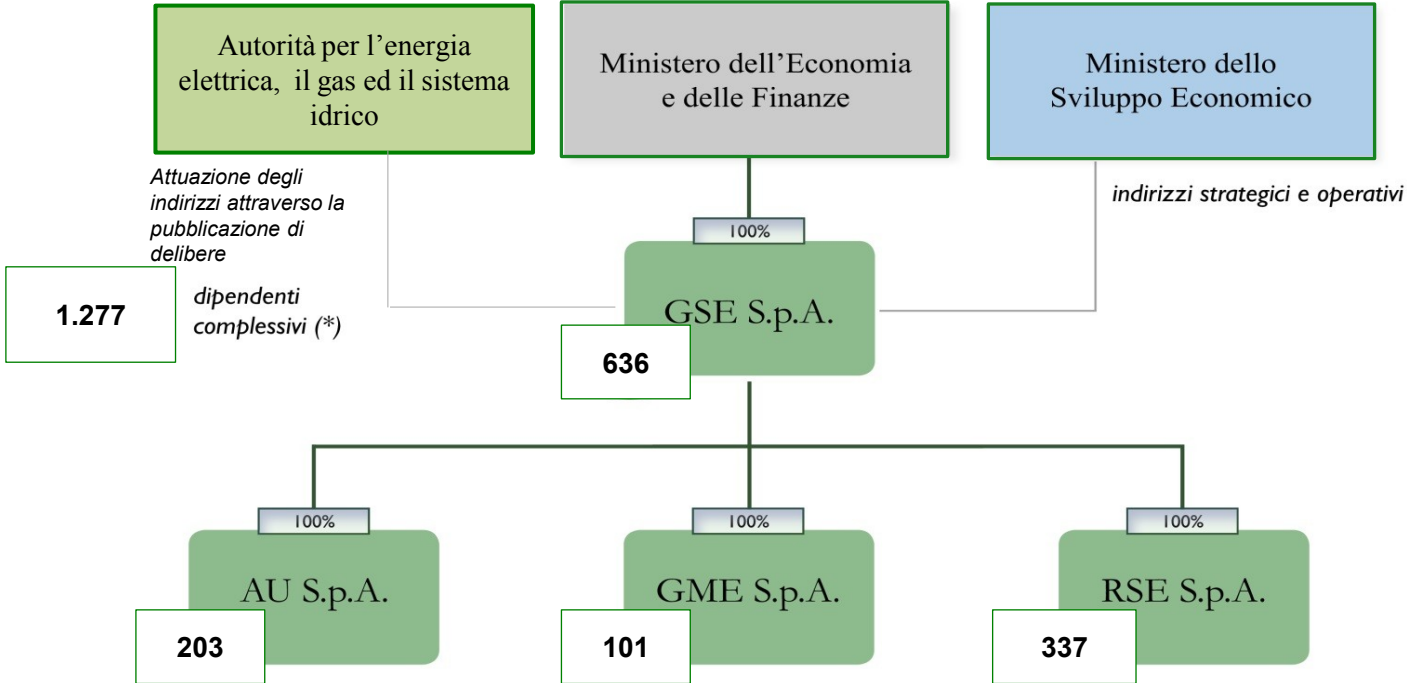 Autorità per l'energia
elettrica, il gas ed il sistema
idrico
Ministero dell'Economia
e delle Finanze
Ministero dello
Sviluppo Economico
Attuazione degli
indirizzi attraverso la
pubblicazione di
delibere
indirizzi strategici e operativi
100%
1.277
dipendenti
complessivi (*)
GSE S.p.A.
636
100%
100%
100%
AU S.p.A.
GME S.p.A.
RSE S.p.A.
203
101
337